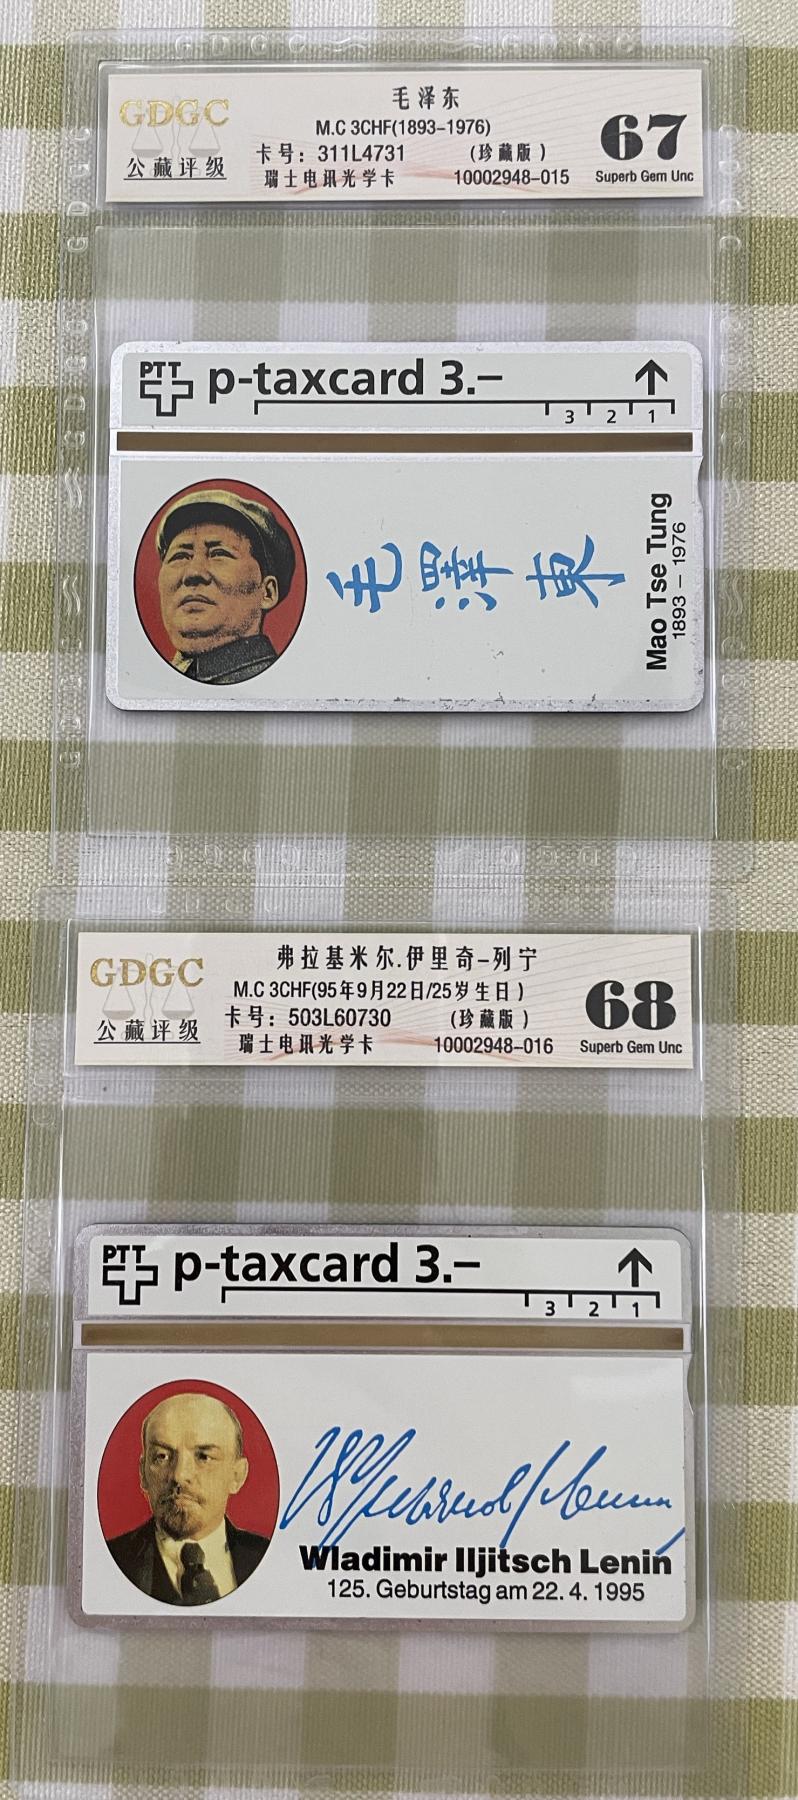 GDGC
公藏评级
毛泽东
M.C 3CHF(1893-1976)
卡号：311L4731 (珍藏版)
瑞士电讯光学卡 10002948-015
67
Superb Gem Unc
PTT
p-taxcard 3.–
3 2 1
毛澤東
Mao Tse Tung
1893 – 1976
GDGC
公藏评级
弗拉基米尔.伊里奇-列宁
M.C 3CHF(95年9月22日/25岁生日)
卡号：503L60730 (珍藏版)
瑞士电讯光学卡 10002948-016
68
Superb Gem Unc
PTT
p-taxcard 3.–
3 2 1
Wladimir Iljitsch Lenin
125. Geburtstag am 22. 4. 1995